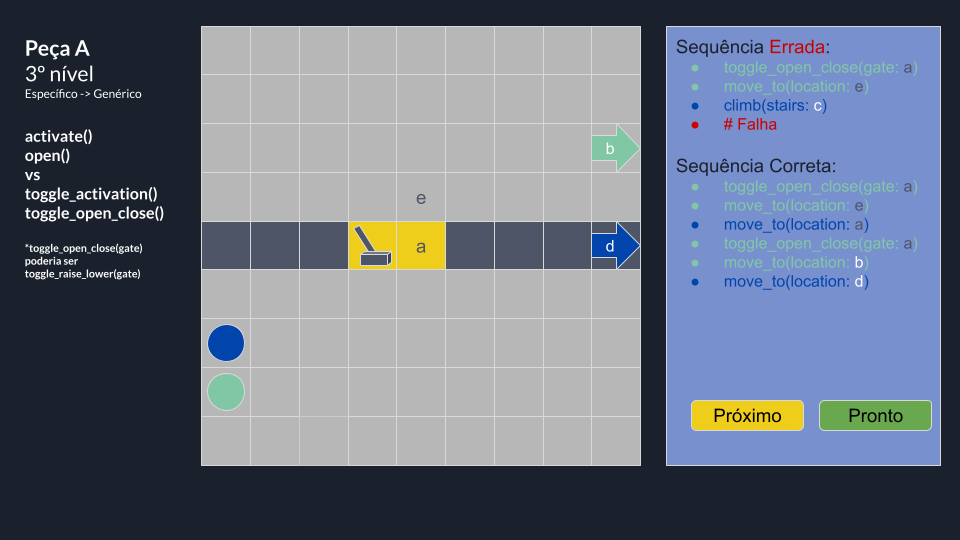 Peça A
3º nível
Específico -> Genérico
activate()
open()
vs
toggle_activation()
toggle_open_close()
*toggle_open_close(gate)
poderia ser
toggle_raise_lower(gate)
b
e
a
d
Sequência Errada:
● toggle_open_close(gate: a)
● move_to(location: e)
● climb(stairs: c)
● # Falha
Sequência Correta:
● toggle_open_close(gate: a)
● move_to(location: e)
● move_to(location: a)
● toggle_open_close(gate: a)
● move_to(location: b)
● move_to(location: d)
Próximo
Pronto